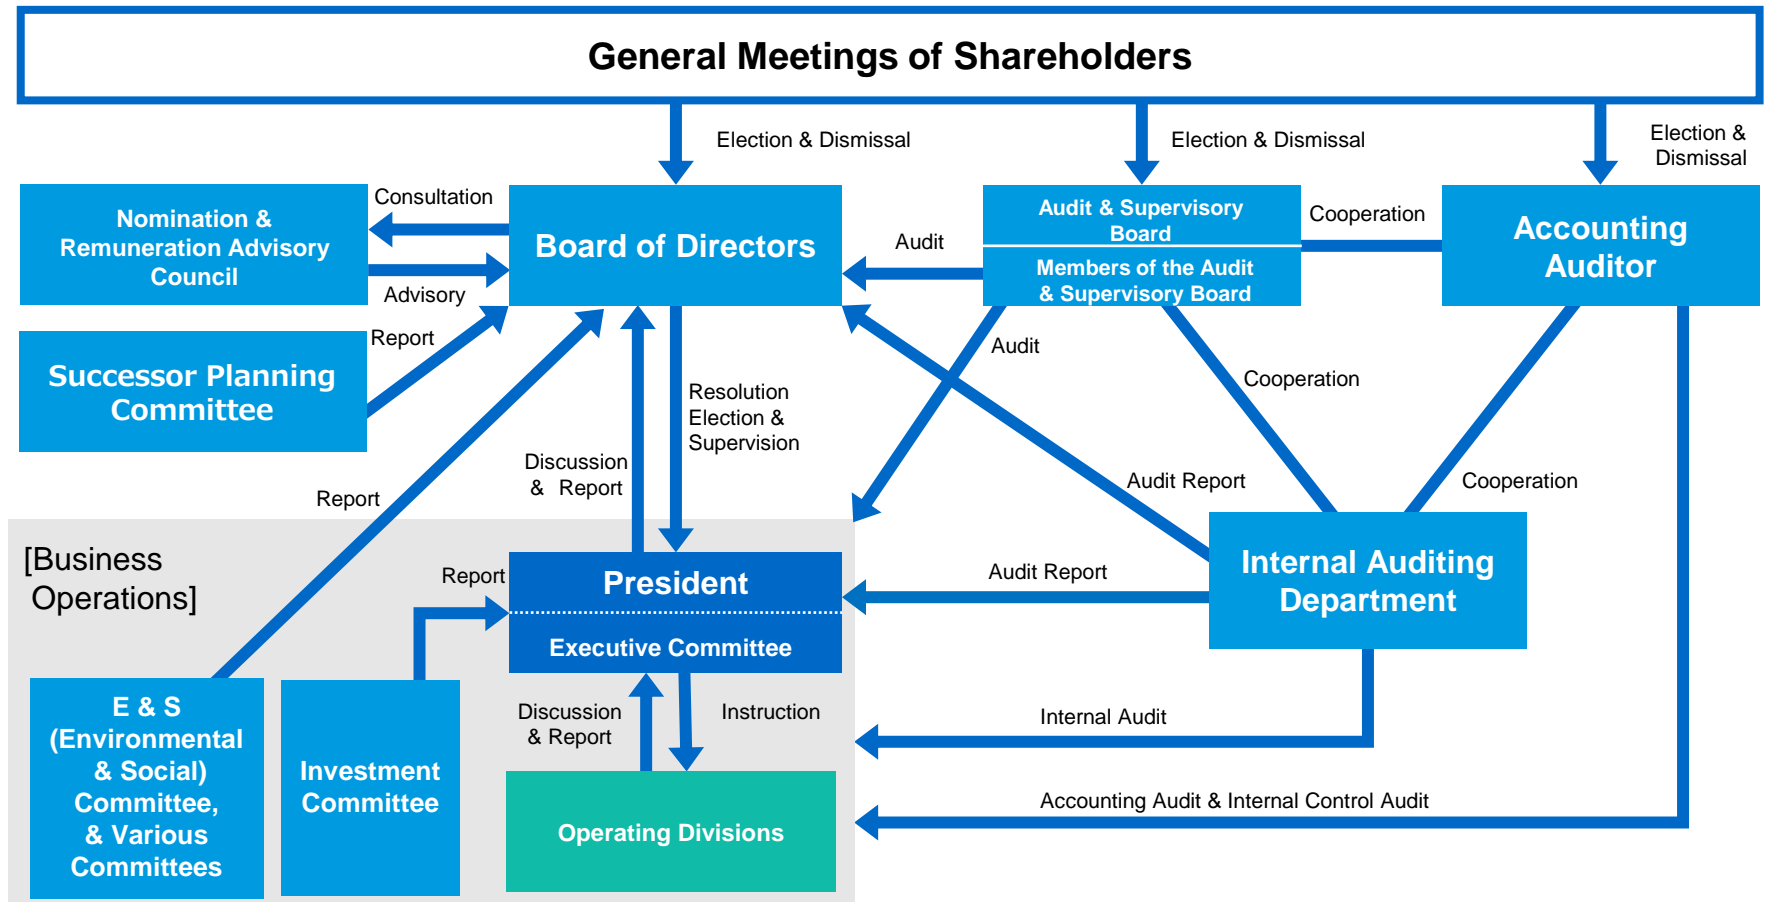 General Meetings of Shareholders
Election & Dismissal
Election & Dismissal
Election &
Dismissal
Nomination &
Remuneration Advisory
Council
Consultation
Advisory
Board of Directors
Audit
Audit & Supervisory
Board
Members of the Audit
& Supervisory Board
Cooperation
Accounting
Auditor
Successor Planning
Committee
Report
Report
Discussion
& Report
Resolution
Election &
Supervision
Audit
Cooperation
Cooperation
Audit Report
Audit Report
Internal Auditing
Department
[Business
Operations]
Report
President
Executive Committee
E & S
(Environmental
& Social)
Committee,
& Various
Committees
Investment
Committee
Discussion
& Report
Instruction
Operating Divisions
Internal Audit
Accounting Audit & Internal Control Audit